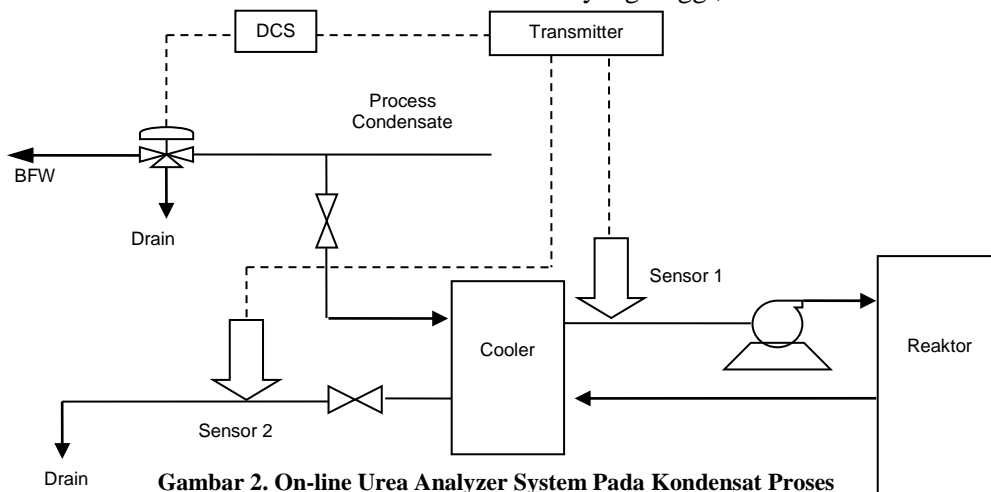 DCS
Transmitter
Process
Condensate
BFW
Drain
Sensor 1
Cooler
Reaktor
Sensor 2
Drain
Gambar 2. On-line Urea Analyzer System Pada Kondensat Proses